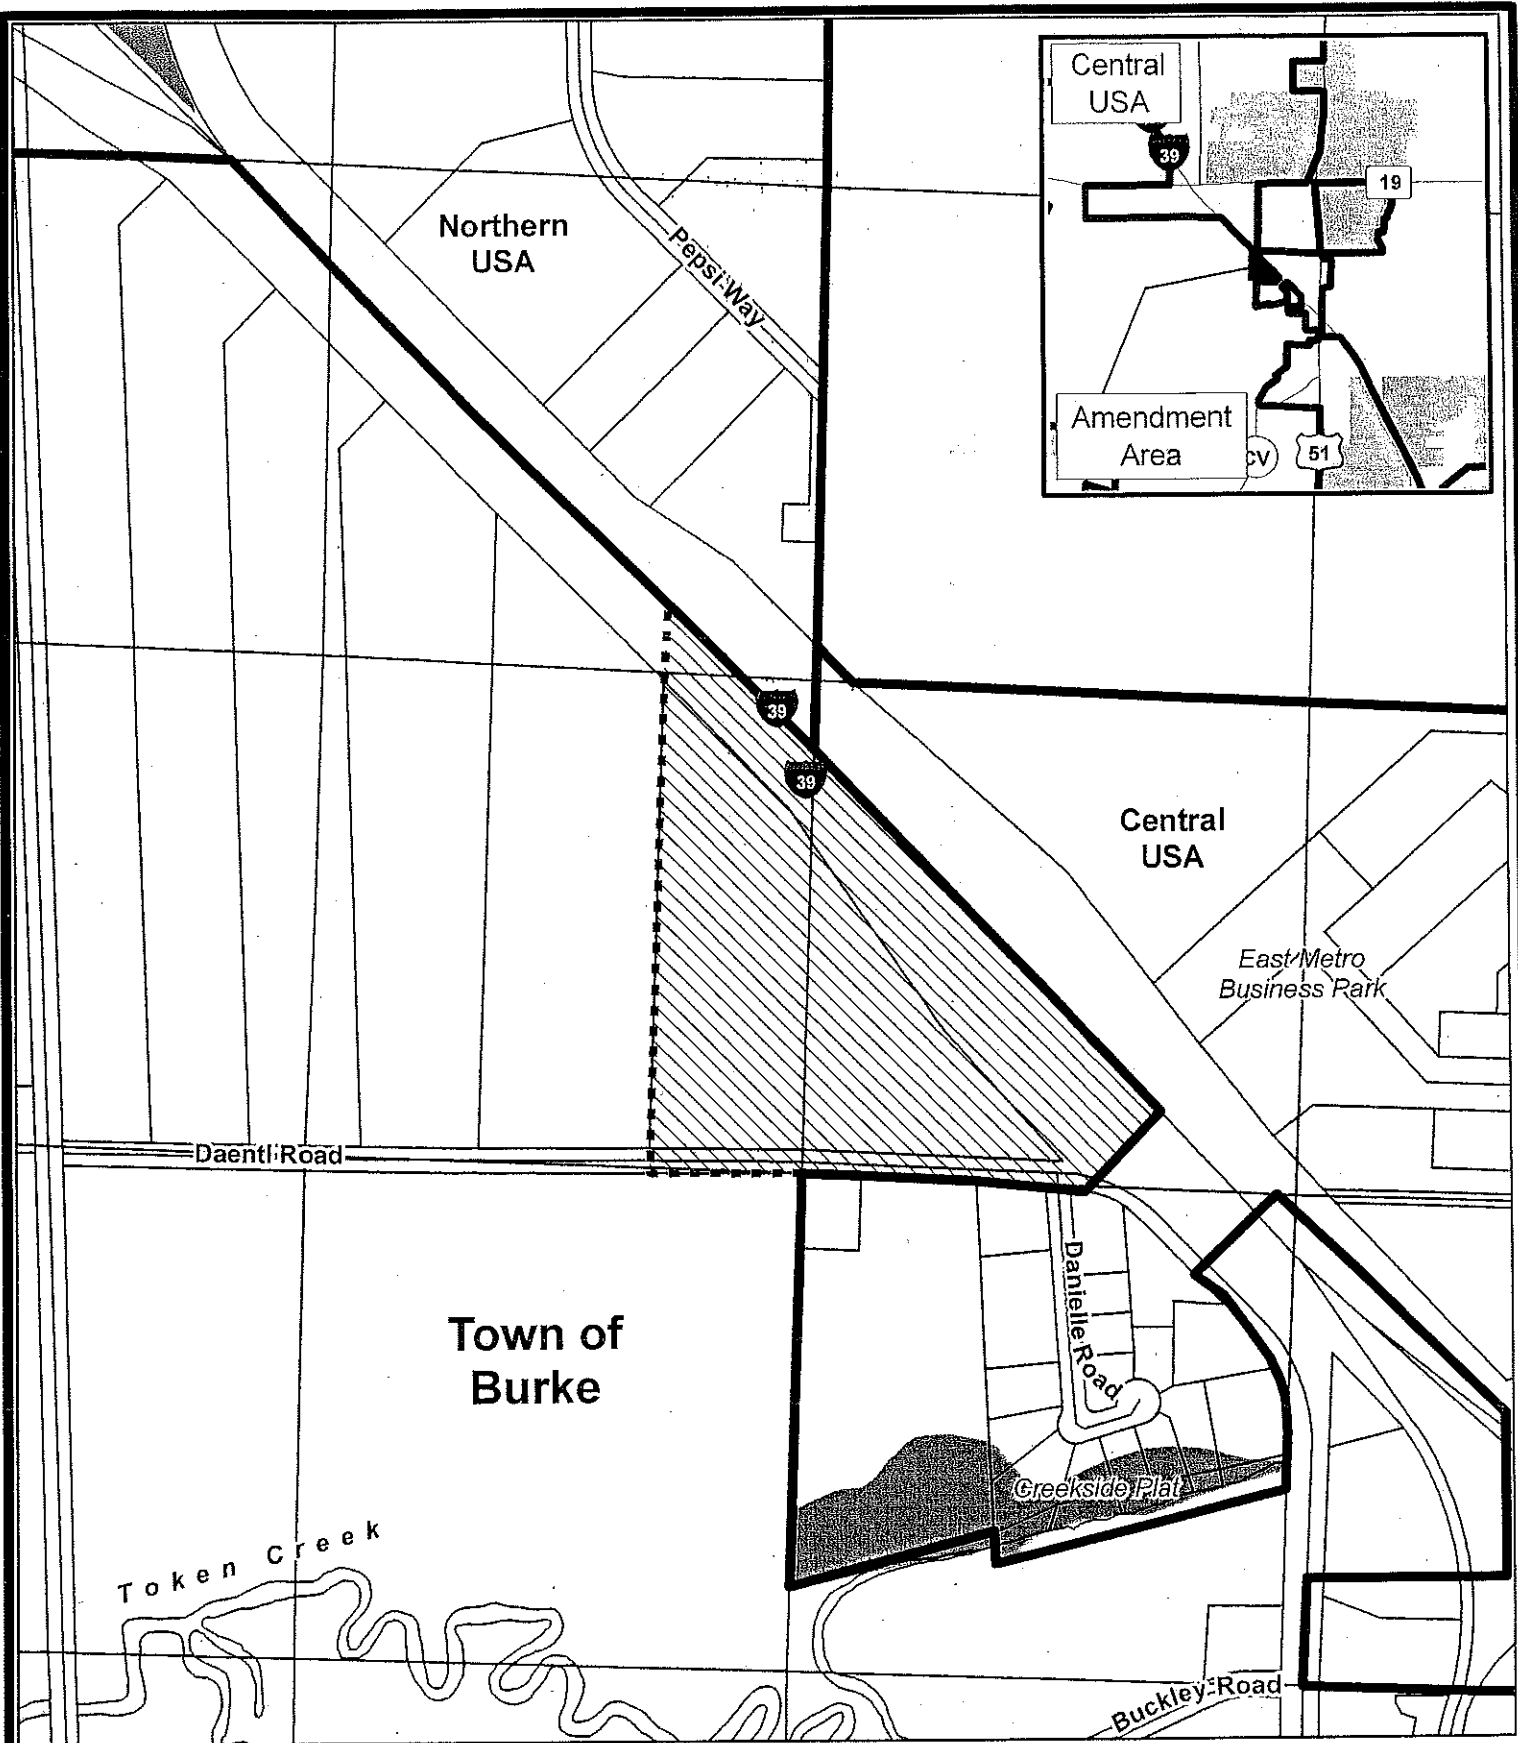 Central
USA
39
19
Amendment
Area
CV
51
Northern
USA
Pepsi Way
39
39
Central
USA
East Metro
Business Park
Daentl Road
Danielle Road
Town of
Burke
Creekside Plat
Token Creek
Buckley Road